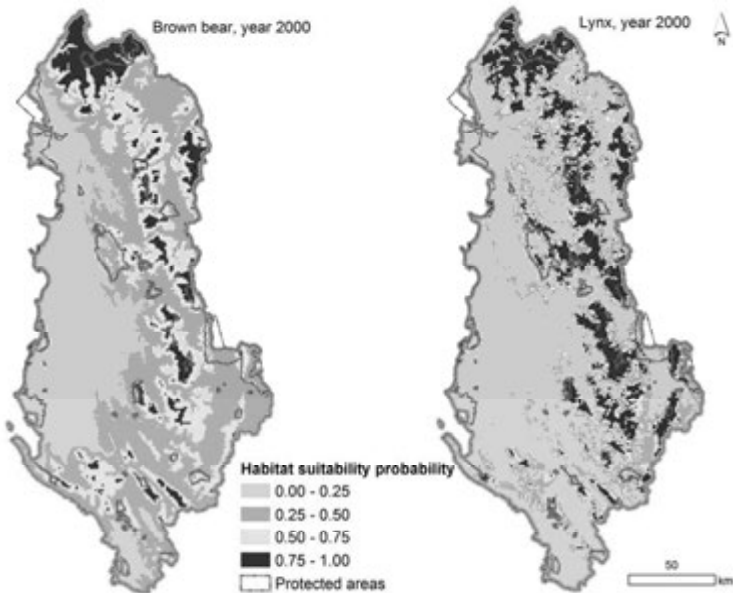 Brown bear, year 2000
Lynx, year 2000
N
Habitat suitability probability
0.00 - 0.25
0.25 - 0.50
0.50 - 0.75
0.75 - 1.00
Protected areas
50
km